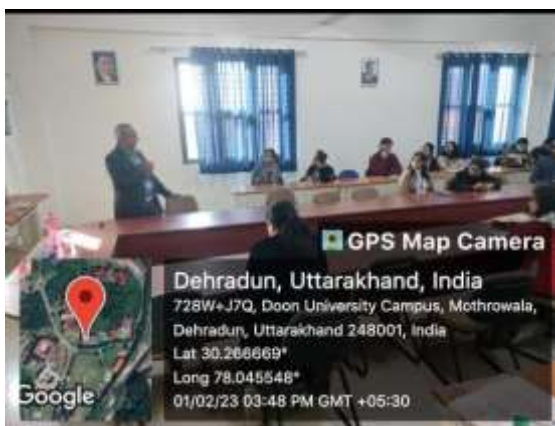 GPS Map Camera
Dehradun, Uttarakhand, India
728W+J7Q, Doon University Campus, Mothrowala,
Dehradun, Uttarakhand 248001, India
Lat 30.266669°
Long 78.045548°
01/02/23 03:48 PM GMT +05:30
Google